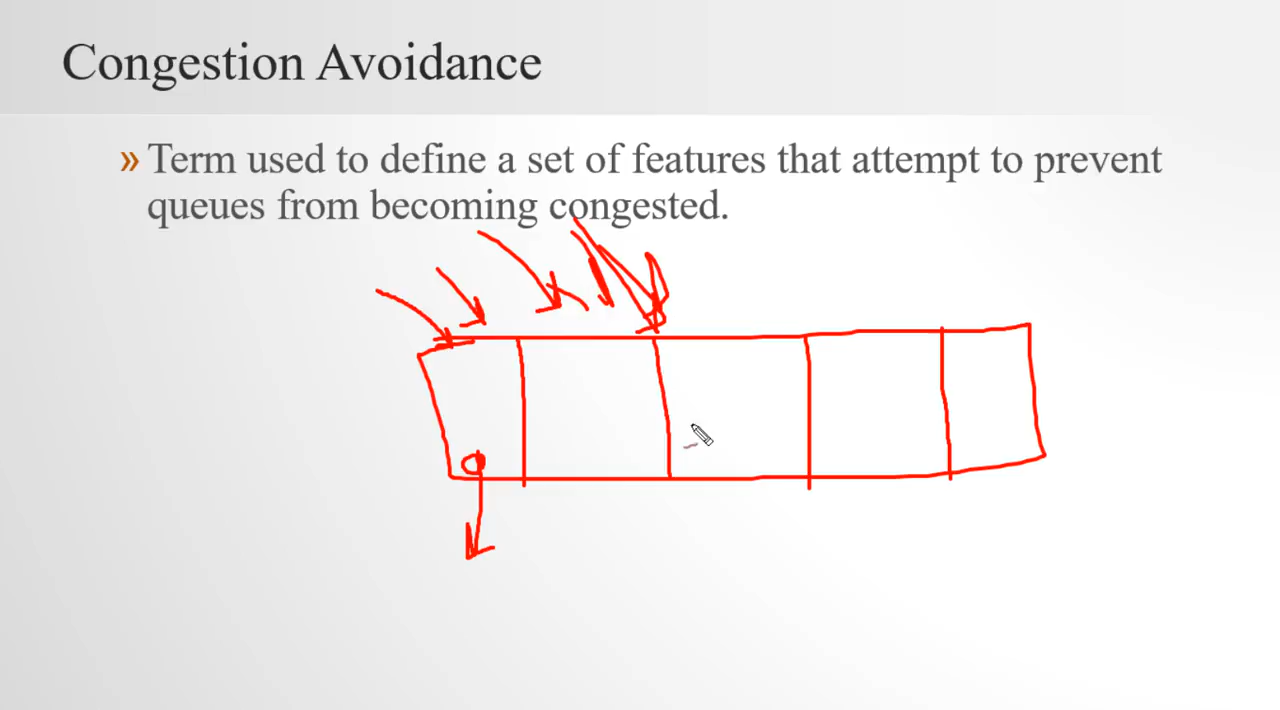 Congestion Avoidance
» Term used to define a set of features that attempt to prevent
queues from becoming congested.